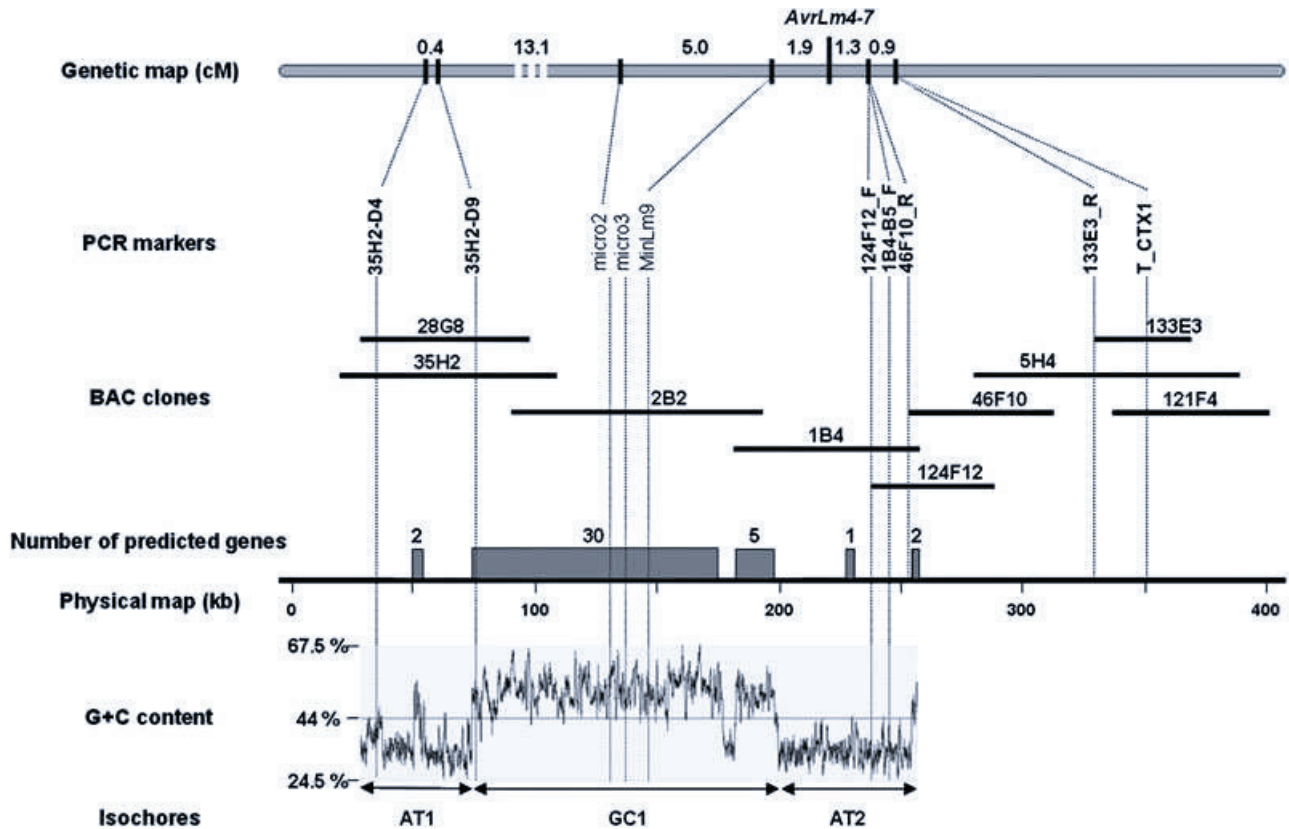 AvrLm4-7
0.4 13.1 5.0 1.9 1.3 0.9
Genetic map (cM)
PCR markers
35H2-D4
35H2-D9
micro2
micro3
MinLm9
124F12_F
1B4-B5_F
46F10_R
133E3_R
T_CTX1
28G8 133E3
35H2 5H4
BAC clones
2B2 46F10 121F4
1B4
124F12
Number of predicted genes
2 30 5 1 2
Physical map (kb)
0 100 200 300 400
67.5 %
G+C content
44 %
24.5 %
Isochores
AT1 GC1 AT2